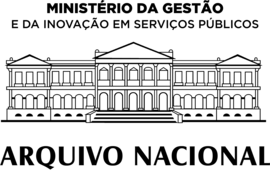 MINISTÉRIO DA GESTÃO
E DA INOVAÇÃO EM SERVIÇOS PÚBLICOS
ARQUIVO NACIONAL